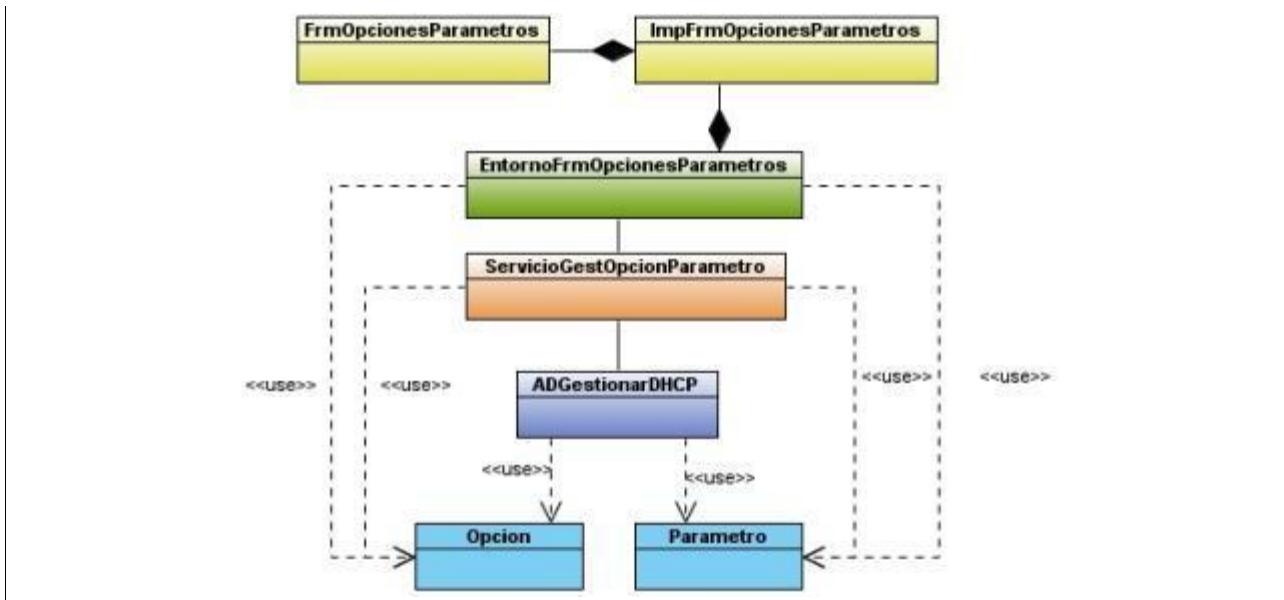 FrmOpcionesParametros
ImpFrmOpcionesParametros
EntornoFrmOpcionesParametros
ServicioGestOpcionParametro
ADGestionarDHCP
<<use>>
<<use>>
<<use>>
<<use>>
<<use>>
<<use>>
Opcion
Parametro